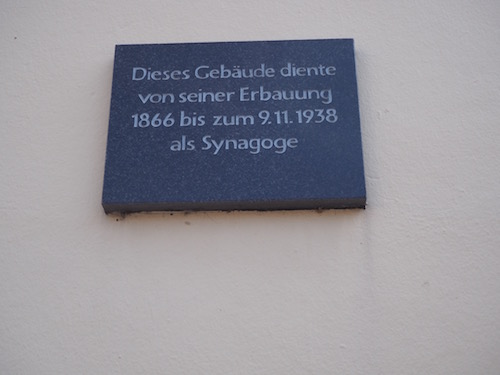 Dieses Gebäude diente
von seiner Erbauung
1866 bis zum 9.11.1938
als Synagoge